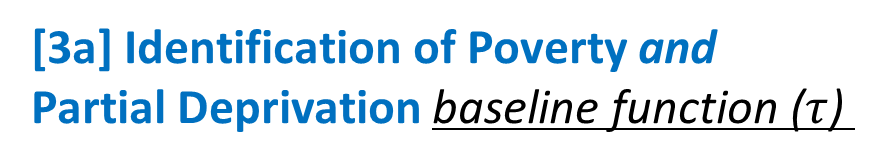 [3a] Identification of Poverty and
Partial Deprivation baseline function (τ)